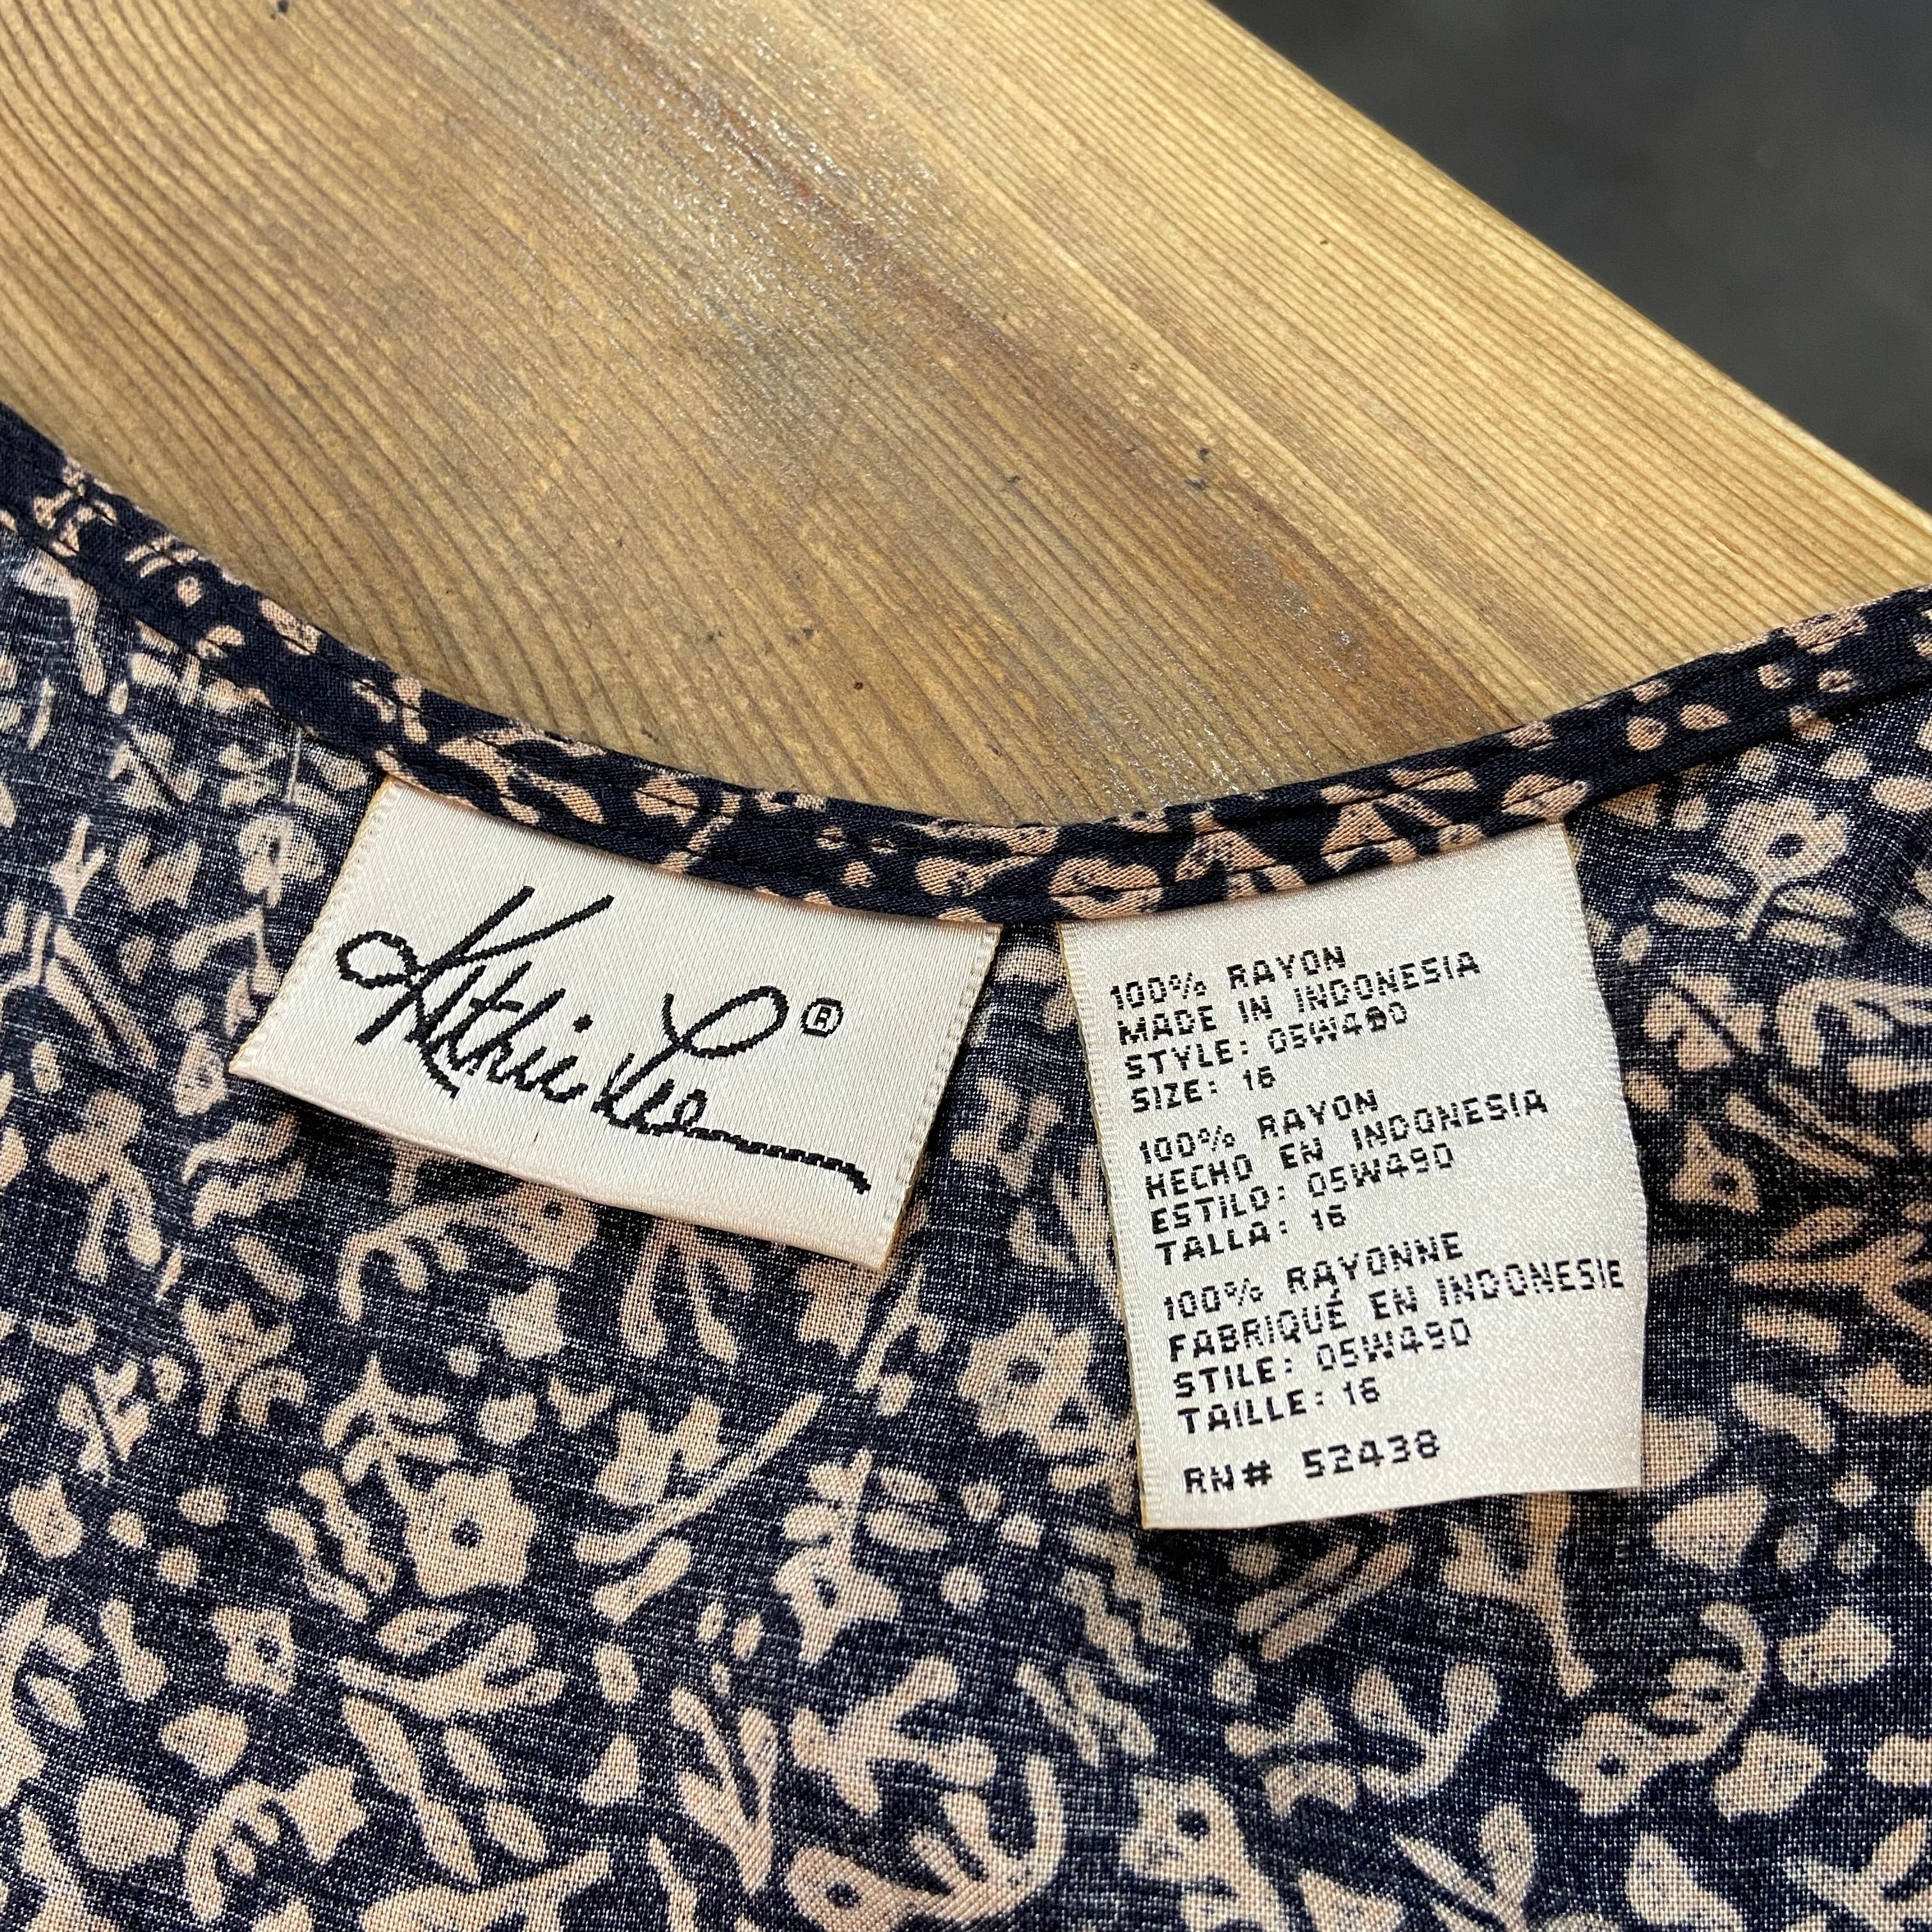 Kathie Lee®
100% RAYON
MADE IN INDONESIA
STYLE: 05W490
SIZE: 16
100% RAYON
HECHO EN INDONESIA
ESTILO: 05W490
TALLA: 16
100% RAYONNE
FABRIQUÉ EN INDONESIE
STILE: 05W490
TAILLE: 16
RN# 52438